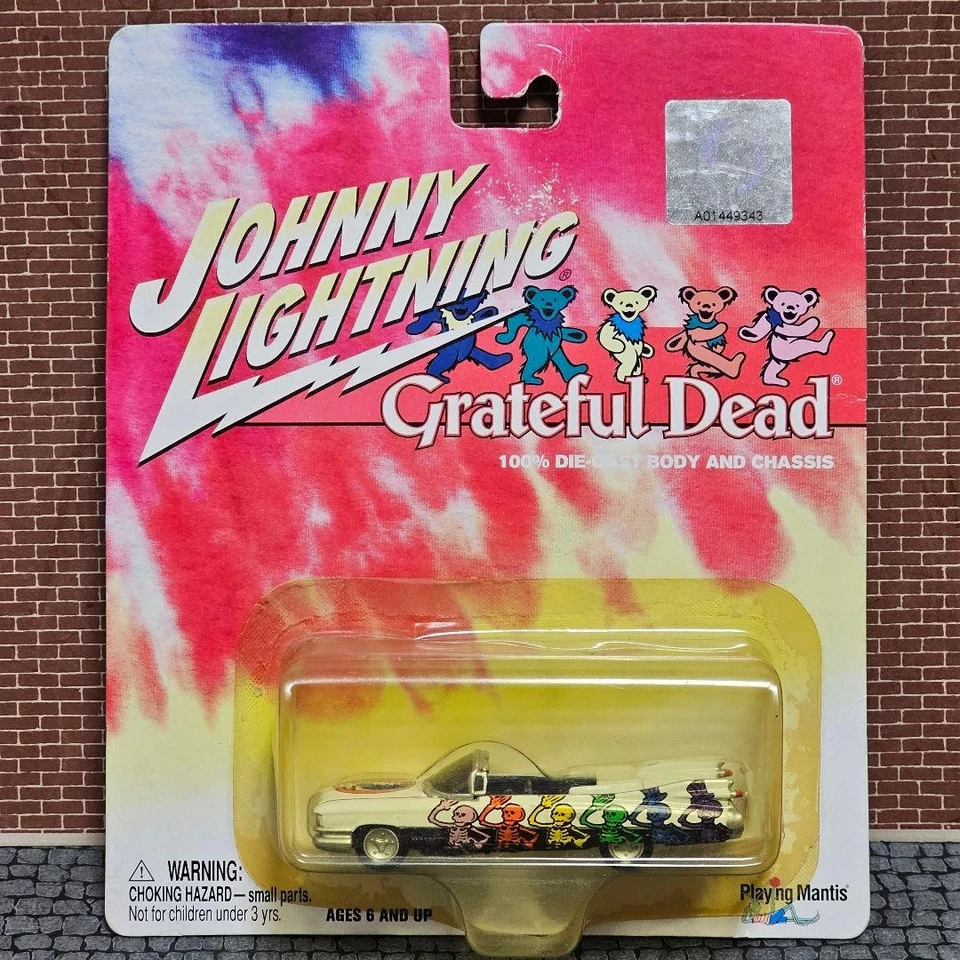 A01449343
JOHNNY
LIGHTNING®
Grateful Dead®
100% DIE-CAST BODY AND CHASSIS
WARNING:
CHOKING HAZARD — small parts.
Not for children under 3 yrs.
AGES 6 AND UP
Playing Mantis